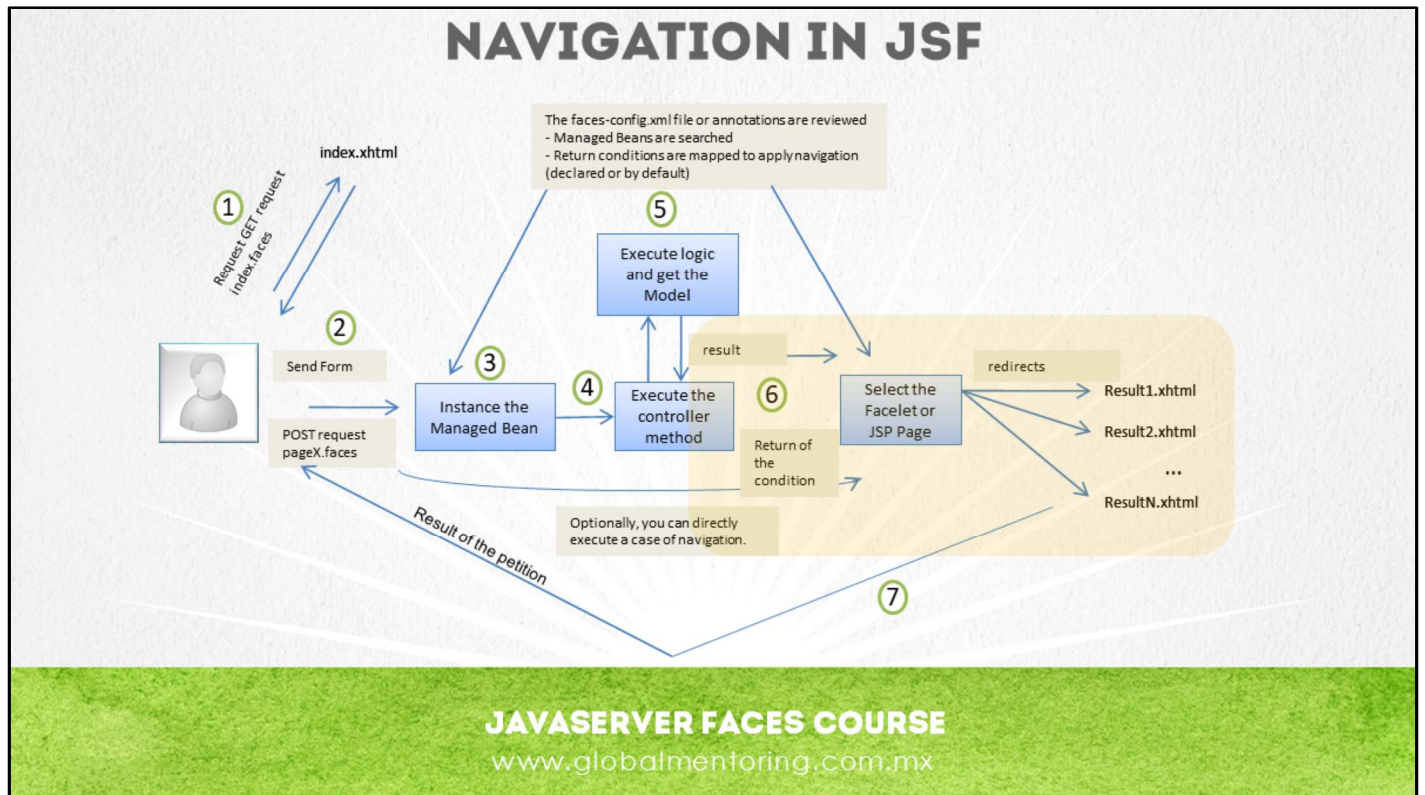 NAVIGATION IN JSF
The faces-config.xml file or annotations are reviewed
- Managed Beans are searched
- Return conditions are mapped to apply navigation
(declared or by default)
index.xhtml
1
Request GET request
index.faces
5
Execute logic
and get the
Model
2
Send Form
3
Instance the
Managed Bean
4
Execute the
controller
method
result
6
Select the
Facelet or
JSP Page
redirects
Result1.xhtml
Result2.xhtml
...
ResultN.xhtml
POST request
pageX.faces
Return of
the
condition
Optionally, you can directly
execute a case of navigation.
Result of the petition
7
JAVASERVER FACES COURSE
www.globalmentoring.com.mx